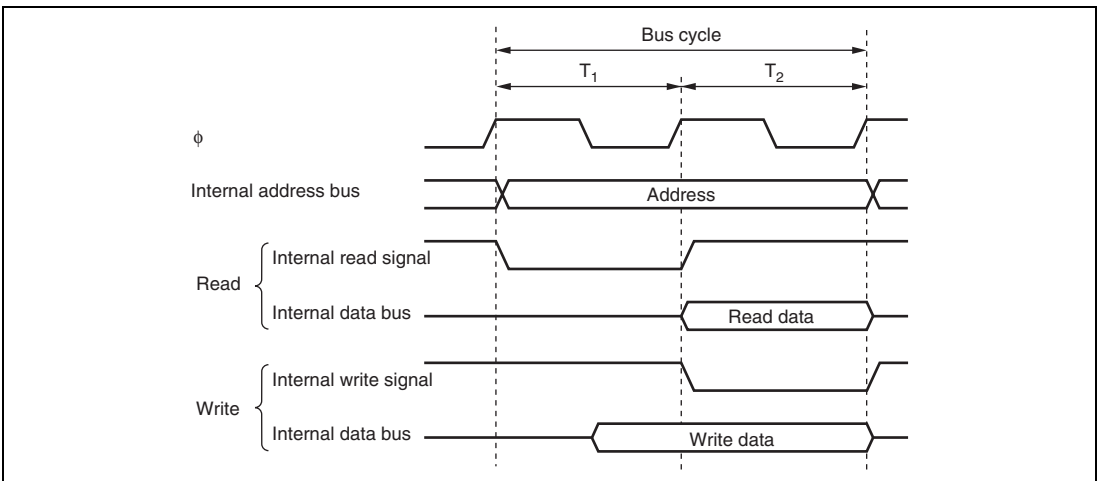 Bus cycle
T1 T2
ϕ
Internal address bus Address
Internal read signal
Read
Internal data bus Read data
Internal write signal
Write
Internal data bus Write data